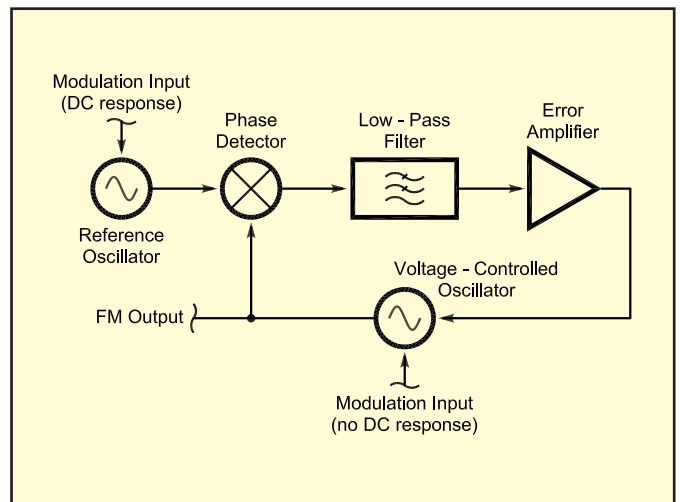 Modulation Input
(DC response)
Phase
Detector
Low - Pass
Filter
Error
Amplifier
Reference
Oscillator
Voltage - Controlled
Oscillator
FM Output
Modulation Input
(no DC response)